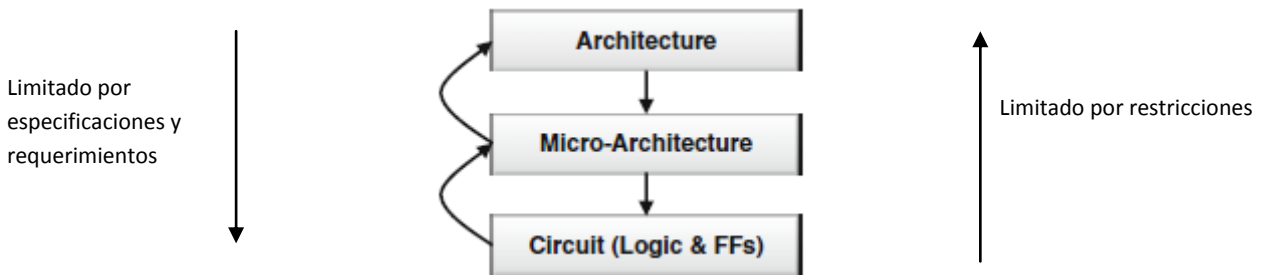 Architecture
Limitado por
especificaciones y
requerimientos
Limitado por restricciones
Micro-Architecture
Circuit (Logic & FFs)